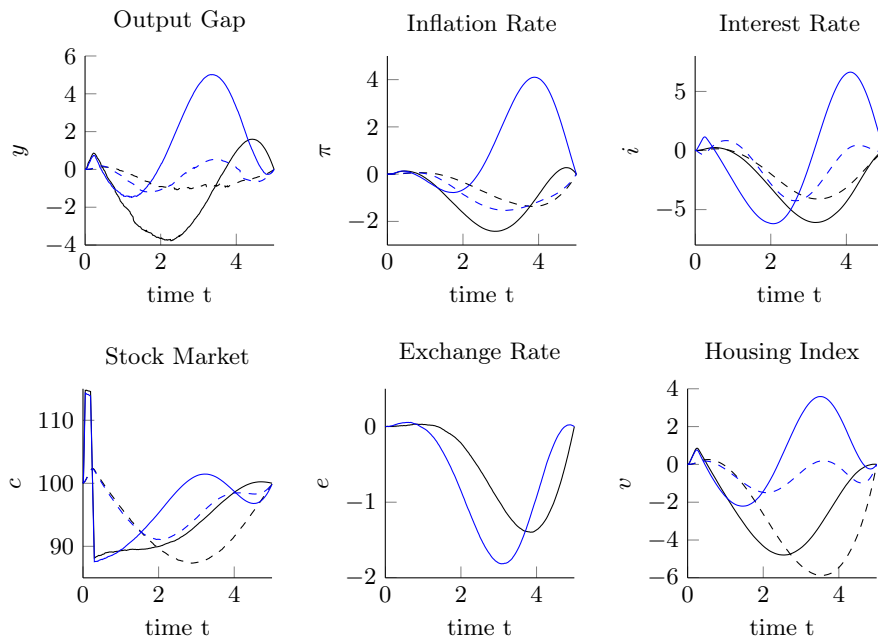 Output Gap
6
4
2
0
−2
−4
0
2
4
y
time t
Inflation Rate
4
2
0
−2
0
2
4
π
time t
Interest Rate
5
0
−5
0
2
4
i
time t
Stock Market
110
100
90
0
2
4
c
time t
Exchange Rate
0
−1
−2
0
2
4
e
time t
Housing Index
4
2
0
−2
−4
−6
0
2
4
v
time t